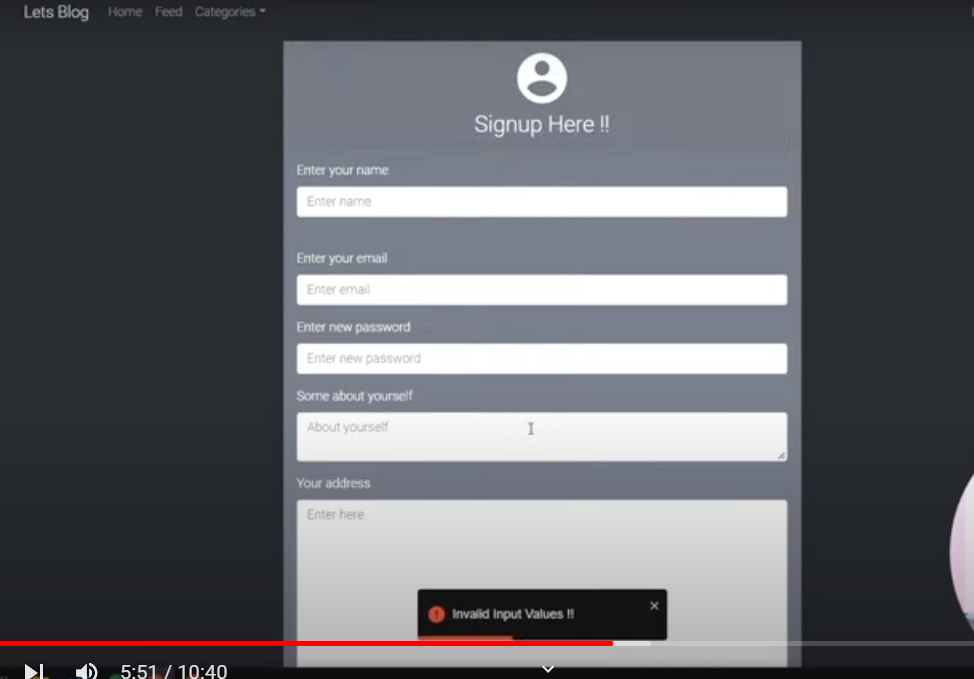 Lets Blog Home Feed Categories
Signup Here !!
Enter your name
Enter name
Enter your email
Enter email
Enter new password
Enter new password
Some about yourself
About yourself
Your address
Enter here
Invalid Input Values !!
5:51 / 10:40